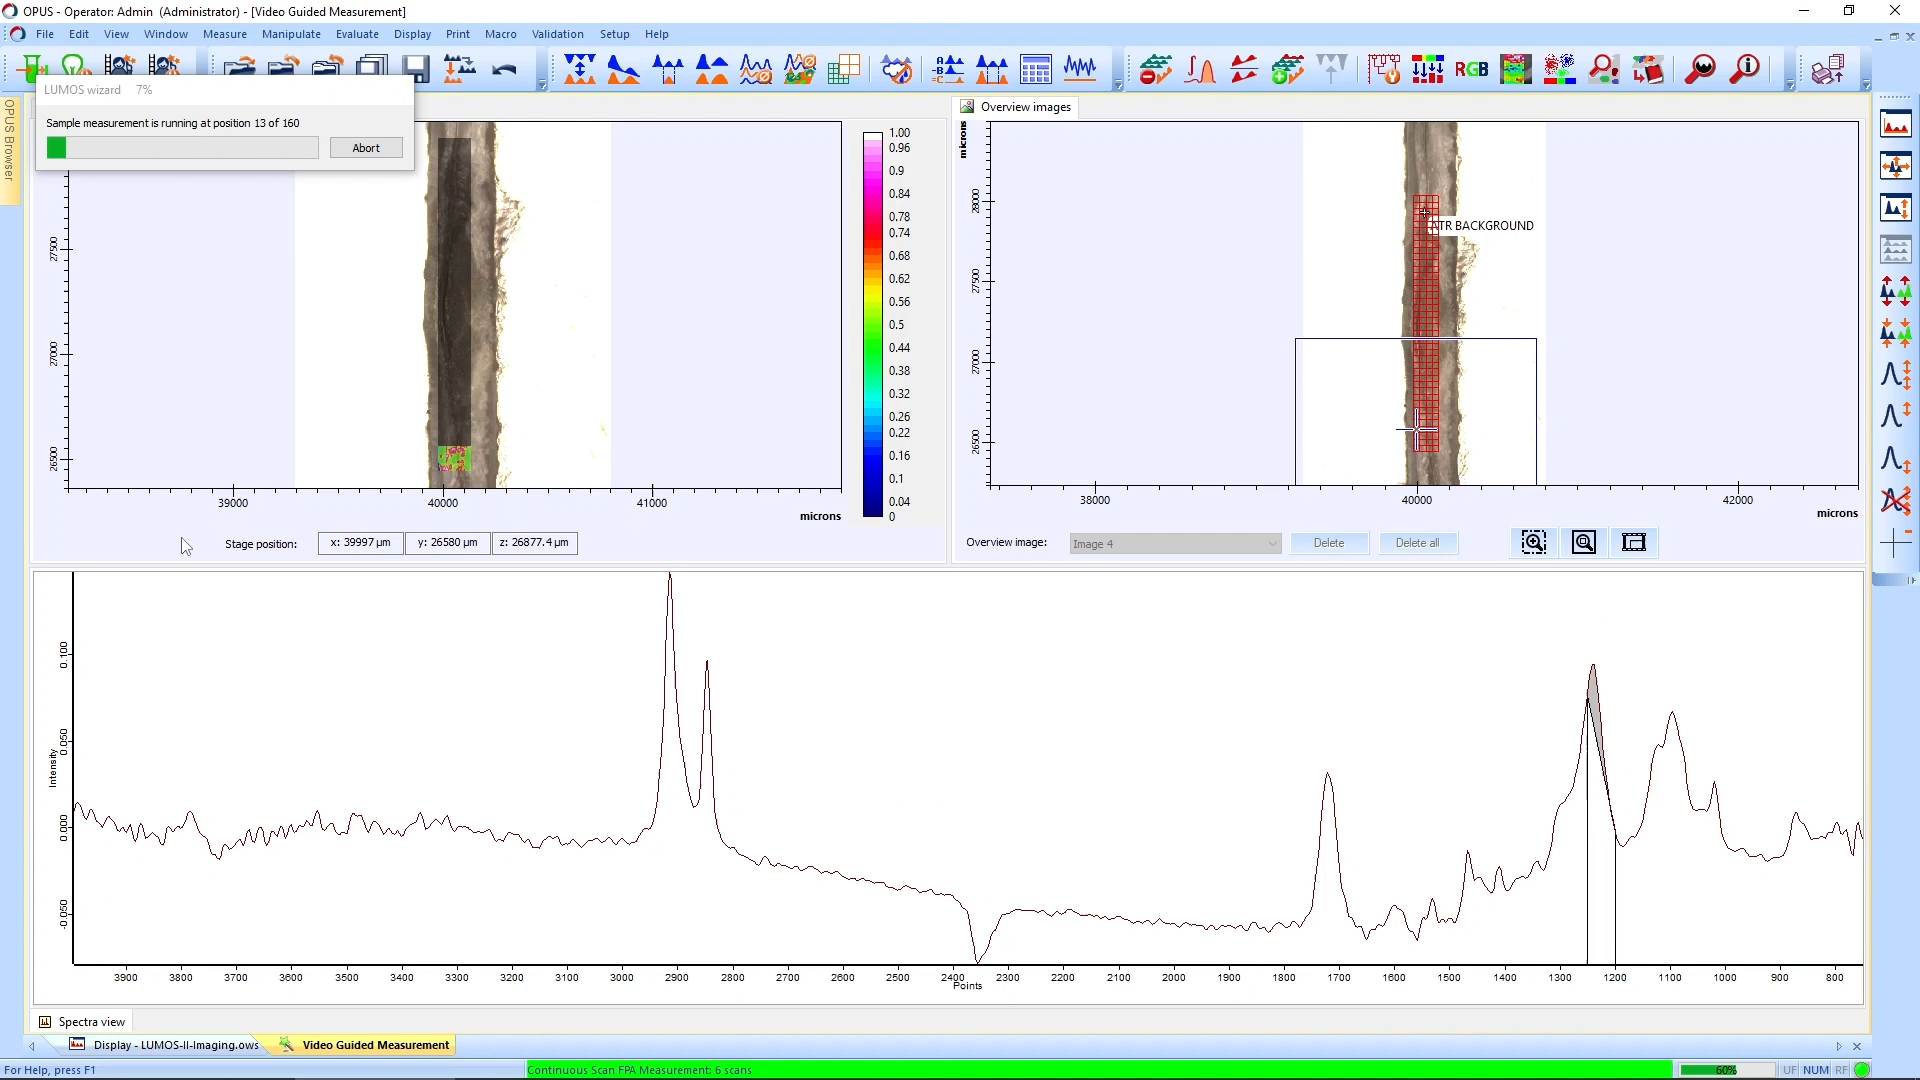 OPUS - Operator: Admin  (Administrator) - [Video Guided Measurement]
File Edit View Window Measure Manipulate Evaluate Display Print Macro Validation Setup Help
RGB
OPUS Browser
LUMOS wizard 7%
Sample measurement is running at position 13 of 160
Abort
27500
27000
26500
39000 40000 41000
microns
1.00
0.96
0.9
0.84
0.78
0.74
0.68
0.62
0.56
0.5
0.44
0.38
0.32
0.26
0.22
0.16
0.1
0.04
0
Stage position: x: 39997 µm y: 26580 µm z: 26877.4 µm
Overview images
microns
28000
27500
27000
26500
ATR BACKGROUND
38000 40000 42000
microns
Overview image: Image 4 Delete Delete all
Intensity
0.100
0.050
0.000
-0.050
3900 3800 3700 3600 3500 3400 3300 3200 3100 3000 2900 2800 2700 2600 2500 2400 2300 2200 2100 2000 1900 1800 1700 1600 1500 1400 1300 1200 1100 1000 900 800
Points
Spectra view
Display - LUMOS-II-Imaging.ows Video Guided Measurement
For Help, press F1 Continuous Scan FPA Measurement: 6 scans 60% UF NUM RF